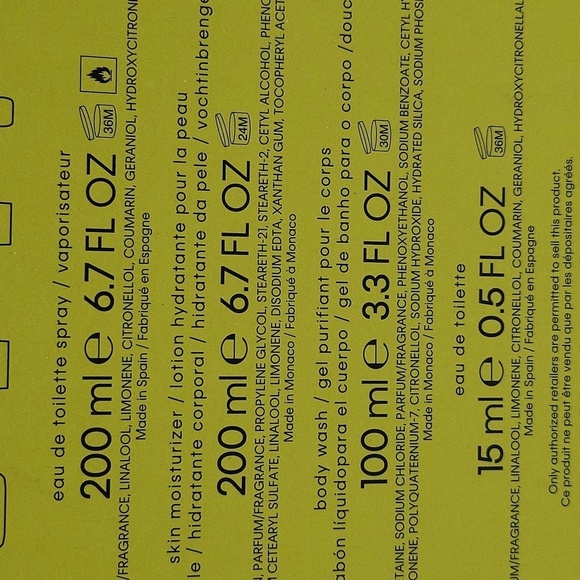 eau de toilette spray / vaporisateur
200 ml e 6.7 FL OZ 36M
Made in Spain / Fabriqué en Espagne
/FRAGRANCE, LINALOOL, LIMONENE, CITRONELLOL, COUMARIN, GERANIOL, HYDROXYCITRON
skin moisturizer / lotion hydratante pour la peau
le / hidratante corporal / hidratante da pele / vochtinbrenge
200 ml e 6.7 FL OZ 24M
, PARFUM/FRAGRANCE, PROPYLENE GLYCOL, STEARETH-21, STEARETH-2, CETYL ALCOHOL, PHENO
M CETEARYL SULFATE, LINALOOL, LIMONENE, DISODIUM EDTA, XANTHAN GUM, TOCOPHERYL ACET
Made in Monaco / Fabriqué à Monaco
body wash / gel purifiant pour le corps
abón líquidopara el cuerpo / gel de banho para o corpo /douc
100 ml e 3.3 FL OZ 30M
TAINE, SODIUM CHLORIDE, PARFUM/FRAGRANCE, PHENOXYETHANOL, SODIUM BENZOATE, CETYL H
ONENE, POLYQUATERNIUM-7, CITRONELLOL, SODIUM HYDROXIDE, HYDRATED SILICA, SODIUM PHOS
Made in Monaco / Fabriqué à Monaco
eau de toilette
15 ml e 0.5 FL OZ 36M
M/FRAGRANCE, LINALOOL, LIMONENE, CITRONELLOL, COUMARIN, GERANIOL, HYDROXYCITRONELLAL
Made in Spain / Fabriqué en Espagne
Only authorized retailers are permitted to sell this product.
Ce produit ne peut être vendu que par les dépositaires agréés.